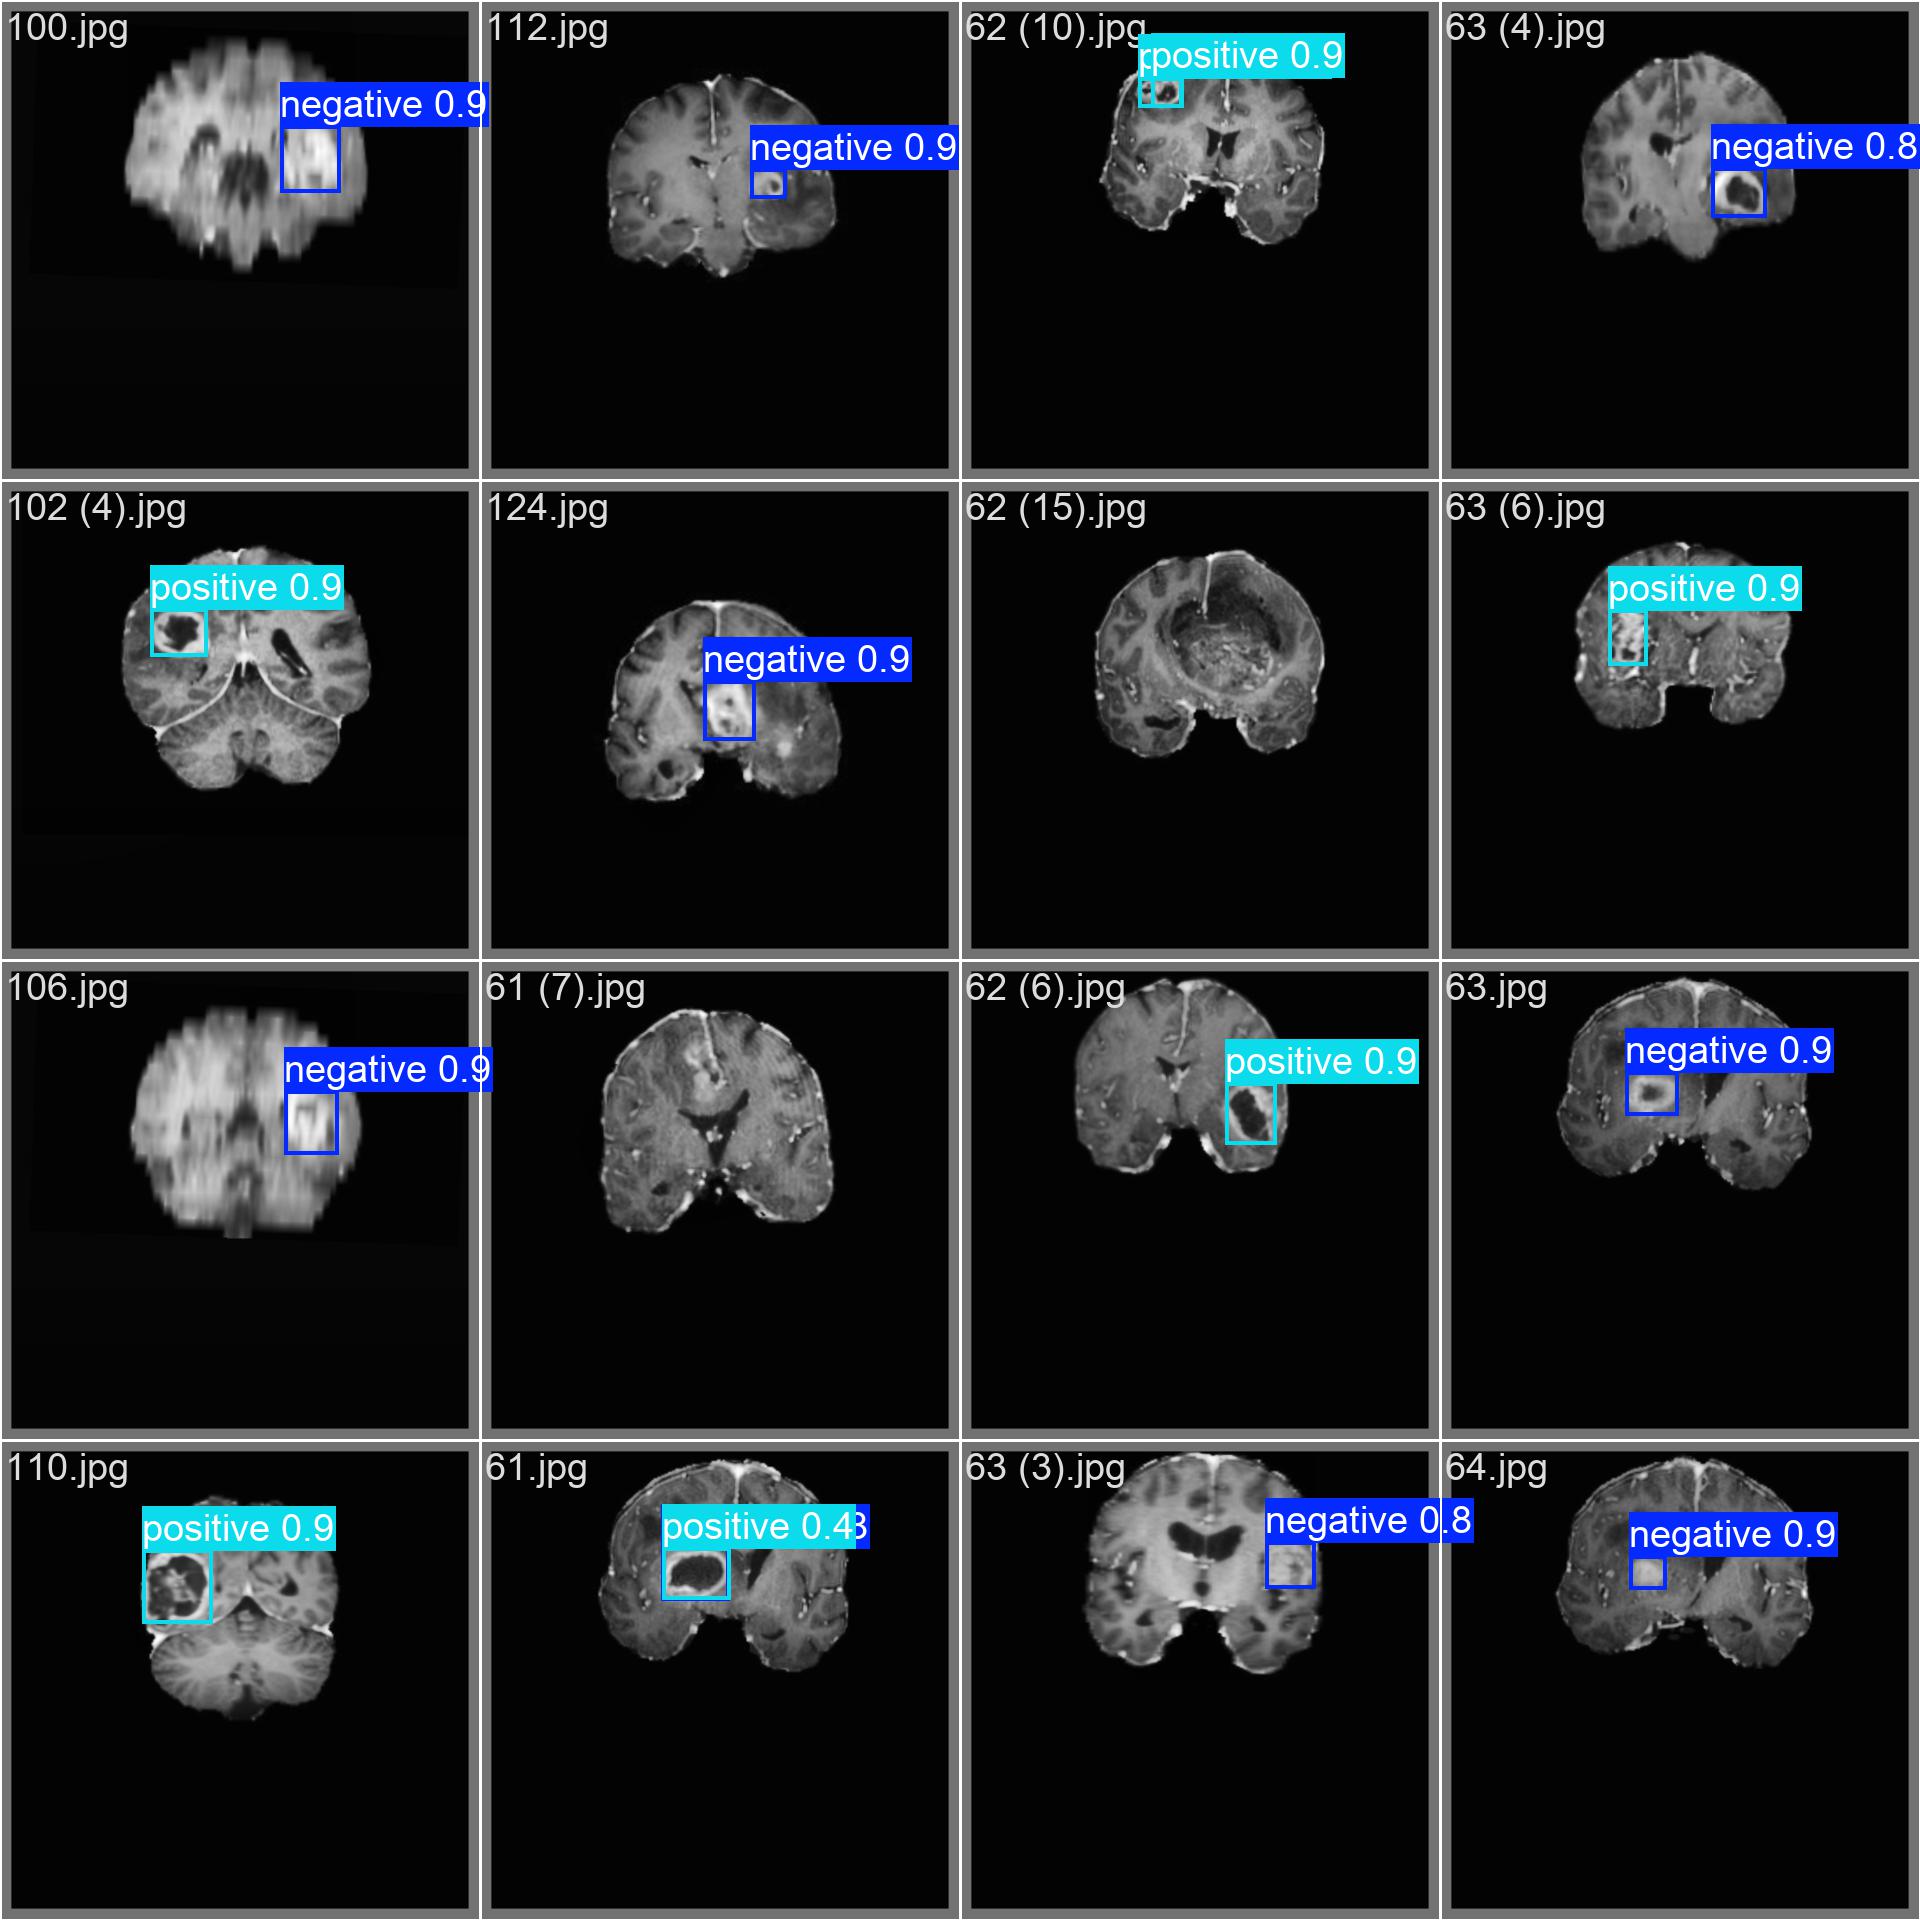 100.jpg
negative 0.9
112.jpg
negative 0.9
62 (10).jpg
positive 0.9
63 (4).jpg
negative 0.8
102 (4).jpg
positive 0.9
124.jpg
negative 0.9
62 (15).jpg
63 (6).jpg
positive 0.9
106.jpg
negative 0.9
61 (7).jpg
62 (6).jpg
positive 0.9
63.jpg
negative 0.9
110.jpg
positive 0.9
61.jpg
positive 0.4
63 (3).jpg
negative 0.8
64.jpg
negative 0.9